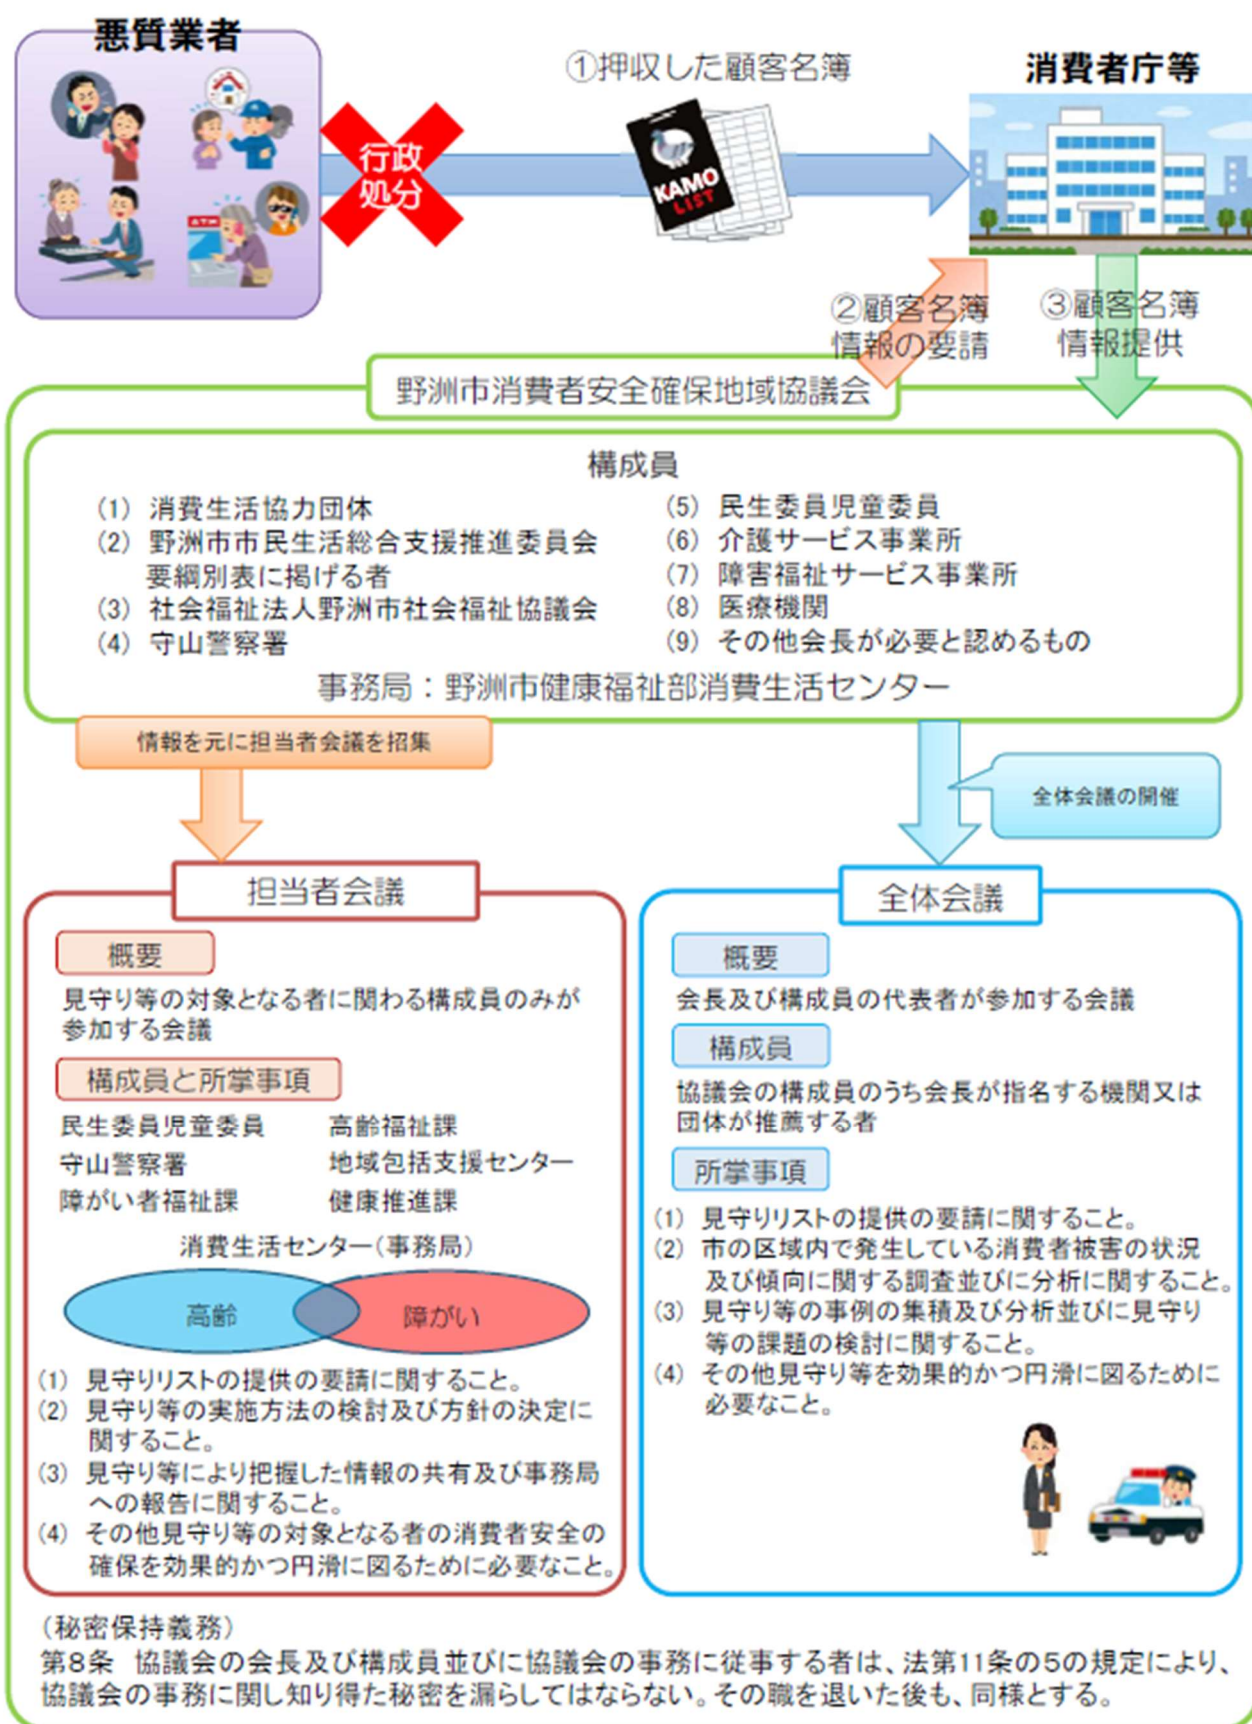 悪質業者
①押収した顧客名簿
消費者庁等
行政
処分
KAMO
LIST
ATM
②顧客名簿
情報の要請
③顧客名簿
情報提供
野洲市消費者安全確保地域協議会
構成員
(1) 消費生活協力団体
(2) 野洲市市民生活総合支援推進委員会
要綱別表に掲げる者
(3) 社会福祉法人野洲市社会福祉協議会
(4) 守山警察署
(5) 民生委員児童委員
(6) 介護サービス事業所
(7) 障害福祉サービス事業所
(8) 医療機関
(9) その他会長が必要と認めるもの
事務局：野洲市健康福祉部消費生活センター
情報を元に担当者会議を招集
全体会議の開催
担当者会議
概要
見守り等の対象となる者に関わる構成員のみが
参加する会議
構成員と所掌事項
民生委員児童委員 高齢福祉課
守山警察署 地域包括支援センター
障がい者福祉課 健康推進課
消費生活センター(事務局)
高齢 障がい
(1) 見守りリストの提供の要請に関すること。
(2) 見守り等の実施方法の検討及び方針の決定に
関すること。
(3) 見守り等により把握した情報の共有及び事務局
への報告に関すること。
(4) その他見守り等の対象となる者の消費者安全の
確保を効果的かつ円滑に図るために必要なこと。
全体会議
概要
会長及び構成員の代表者が参加する会議
構成員
協議会の構成員のうち会長が指名する機関又は
団体が推薦する者
所掌事項
(1) 見守りリストの提供の要請に関すること。
(2) 市の区域内で発生している消費者被害の状況
及び傾向に関する調査並びに分析に関すること。
(3) 見守り等の事例の集積及び分析並びに見守り
等の課題の検討に関すること。
(4) その他見守り等を効果的かつ円滑に図るために
必要なこと。
(秘密保持義務)
第8条 協議会の会長及び構成員並びに協議会の事務に従事する者は、法第11条の5の規定により、
協議会の事務に関し知り得た秘密を漏らしてはならない。その職を退いた後も、同様とする。